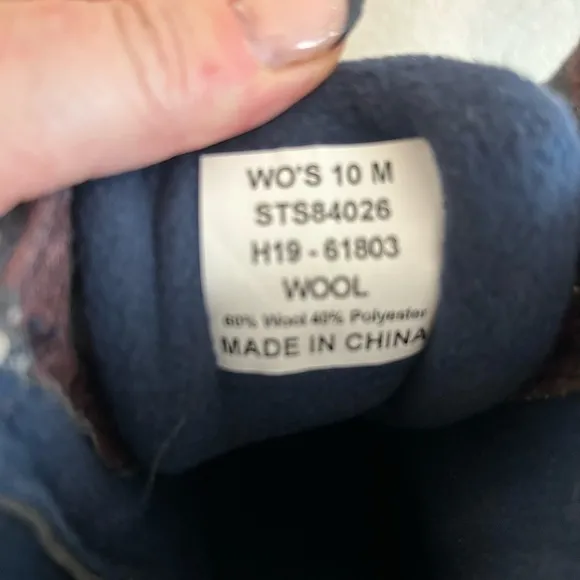 WO'S 10 M
STS84026
H19 - 61803
WOOL
60% Wool 40% Polyester
MADE IN CHINA